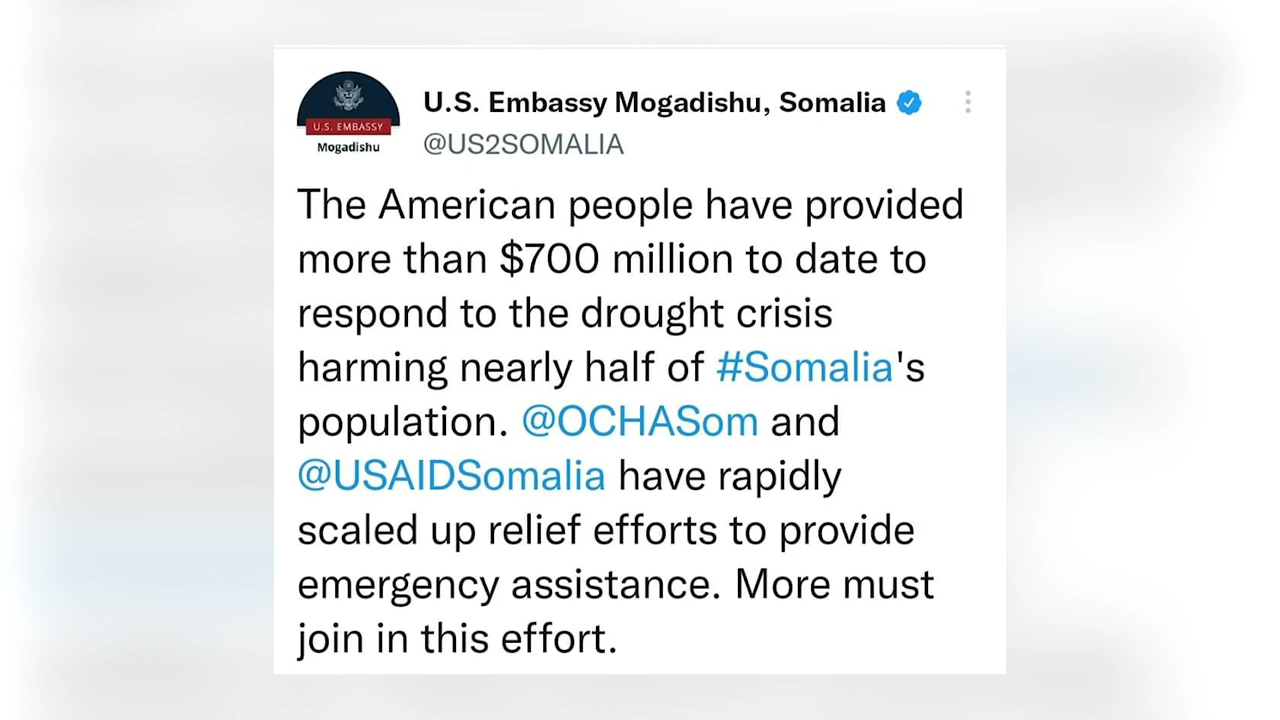 U.S. EMBASSY
Mogadishu
U.S. Embassy Mogadishu, Somalia
@US2SOMALIA
The American people have provided
more than $700 million to date to
respond to the drought crisis
harming nearly half of #Somalia's
population. @OCHASom and
@USAIDSomalia have rapidly
scaled up relief efforts to provide
emergency assistance. More must
join in this effort.